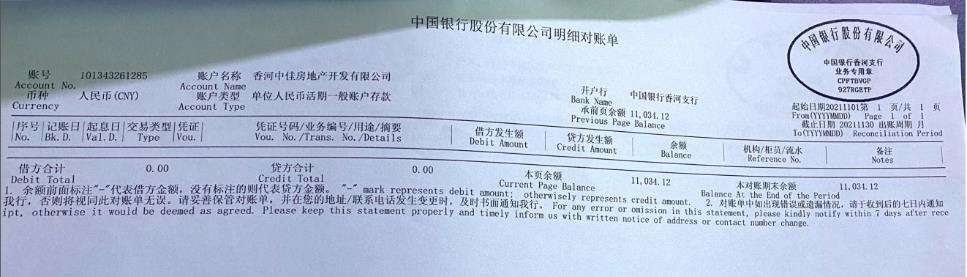 中国银行股份有限公司明细对账单
中国银行股份有限公司
中国银行香河支行
业务专用章
CPFTBVGP
927RGETP
账号 101343261285 账户名称 香河中佳房地产开发有限公司 开户行 中国银行香河支行
Account No. Account Name Bank Name
币种 人民币(CNY) 账户类型 单位人民币活期一般账户存款 承前页余额 11,034.12 起始日期20211101第 1 页/共 1 页
Currency Account Type Previous Page Balance From(YYYYMMDD) Page 1 of 1
截止日期 20211130 出账周期 月
To(YYYYMMDD) Reconciliation Period
序号 记账日 起息日 交易类型 凭证 凭证号码/业务编号/用途/摘要 借方发生额 贷方发生额 余额 机构/柜员/流水 备注
No. Bk.D. Val.D. Type Vou. Vou.No./Trans.No./Details Debit Amount Credit Amount Balance Reference No. Notes
借方合计 0.00 贷方合计 0.00 本页余额 11,034.12 本对账期末余额 11,034.12
Debit Total Credit Total Current Page Balance Balance At the End of the Period
1. 余额前面标注"-"代表借方金额，没有标注的则代表贷方金额。 "-" mark represents debit amount; otherwisely represents credit amount. 2. 对账单中如出现错误或遗漏情况，请于收到后的七日内通知
我行，否则将视同此对账单无误。请妥善保管对账单，并在您的地址/联系电话发生变更时，及时书面通知我行。 For any error or omission in this statement, please kindly notify within 7 days after rece
ipt, otherwise it would be deemed as agreed. Please keep this statement properly and timely inform us with written notice of address or contact number change.